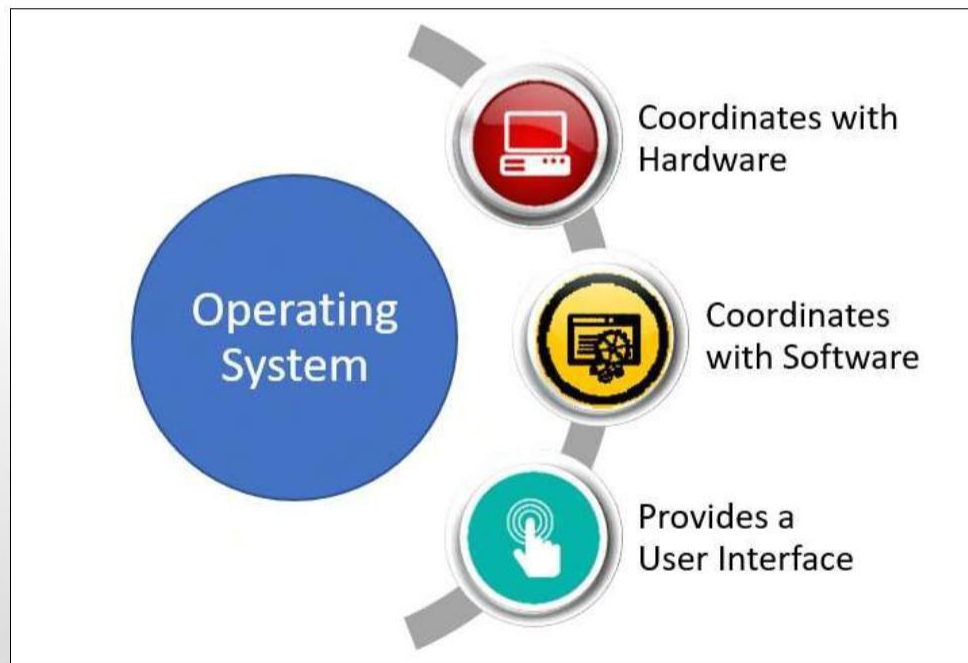 Operating
System
Coordinates with
Hardware
Coordinates
with Software
Provides a
User Interface